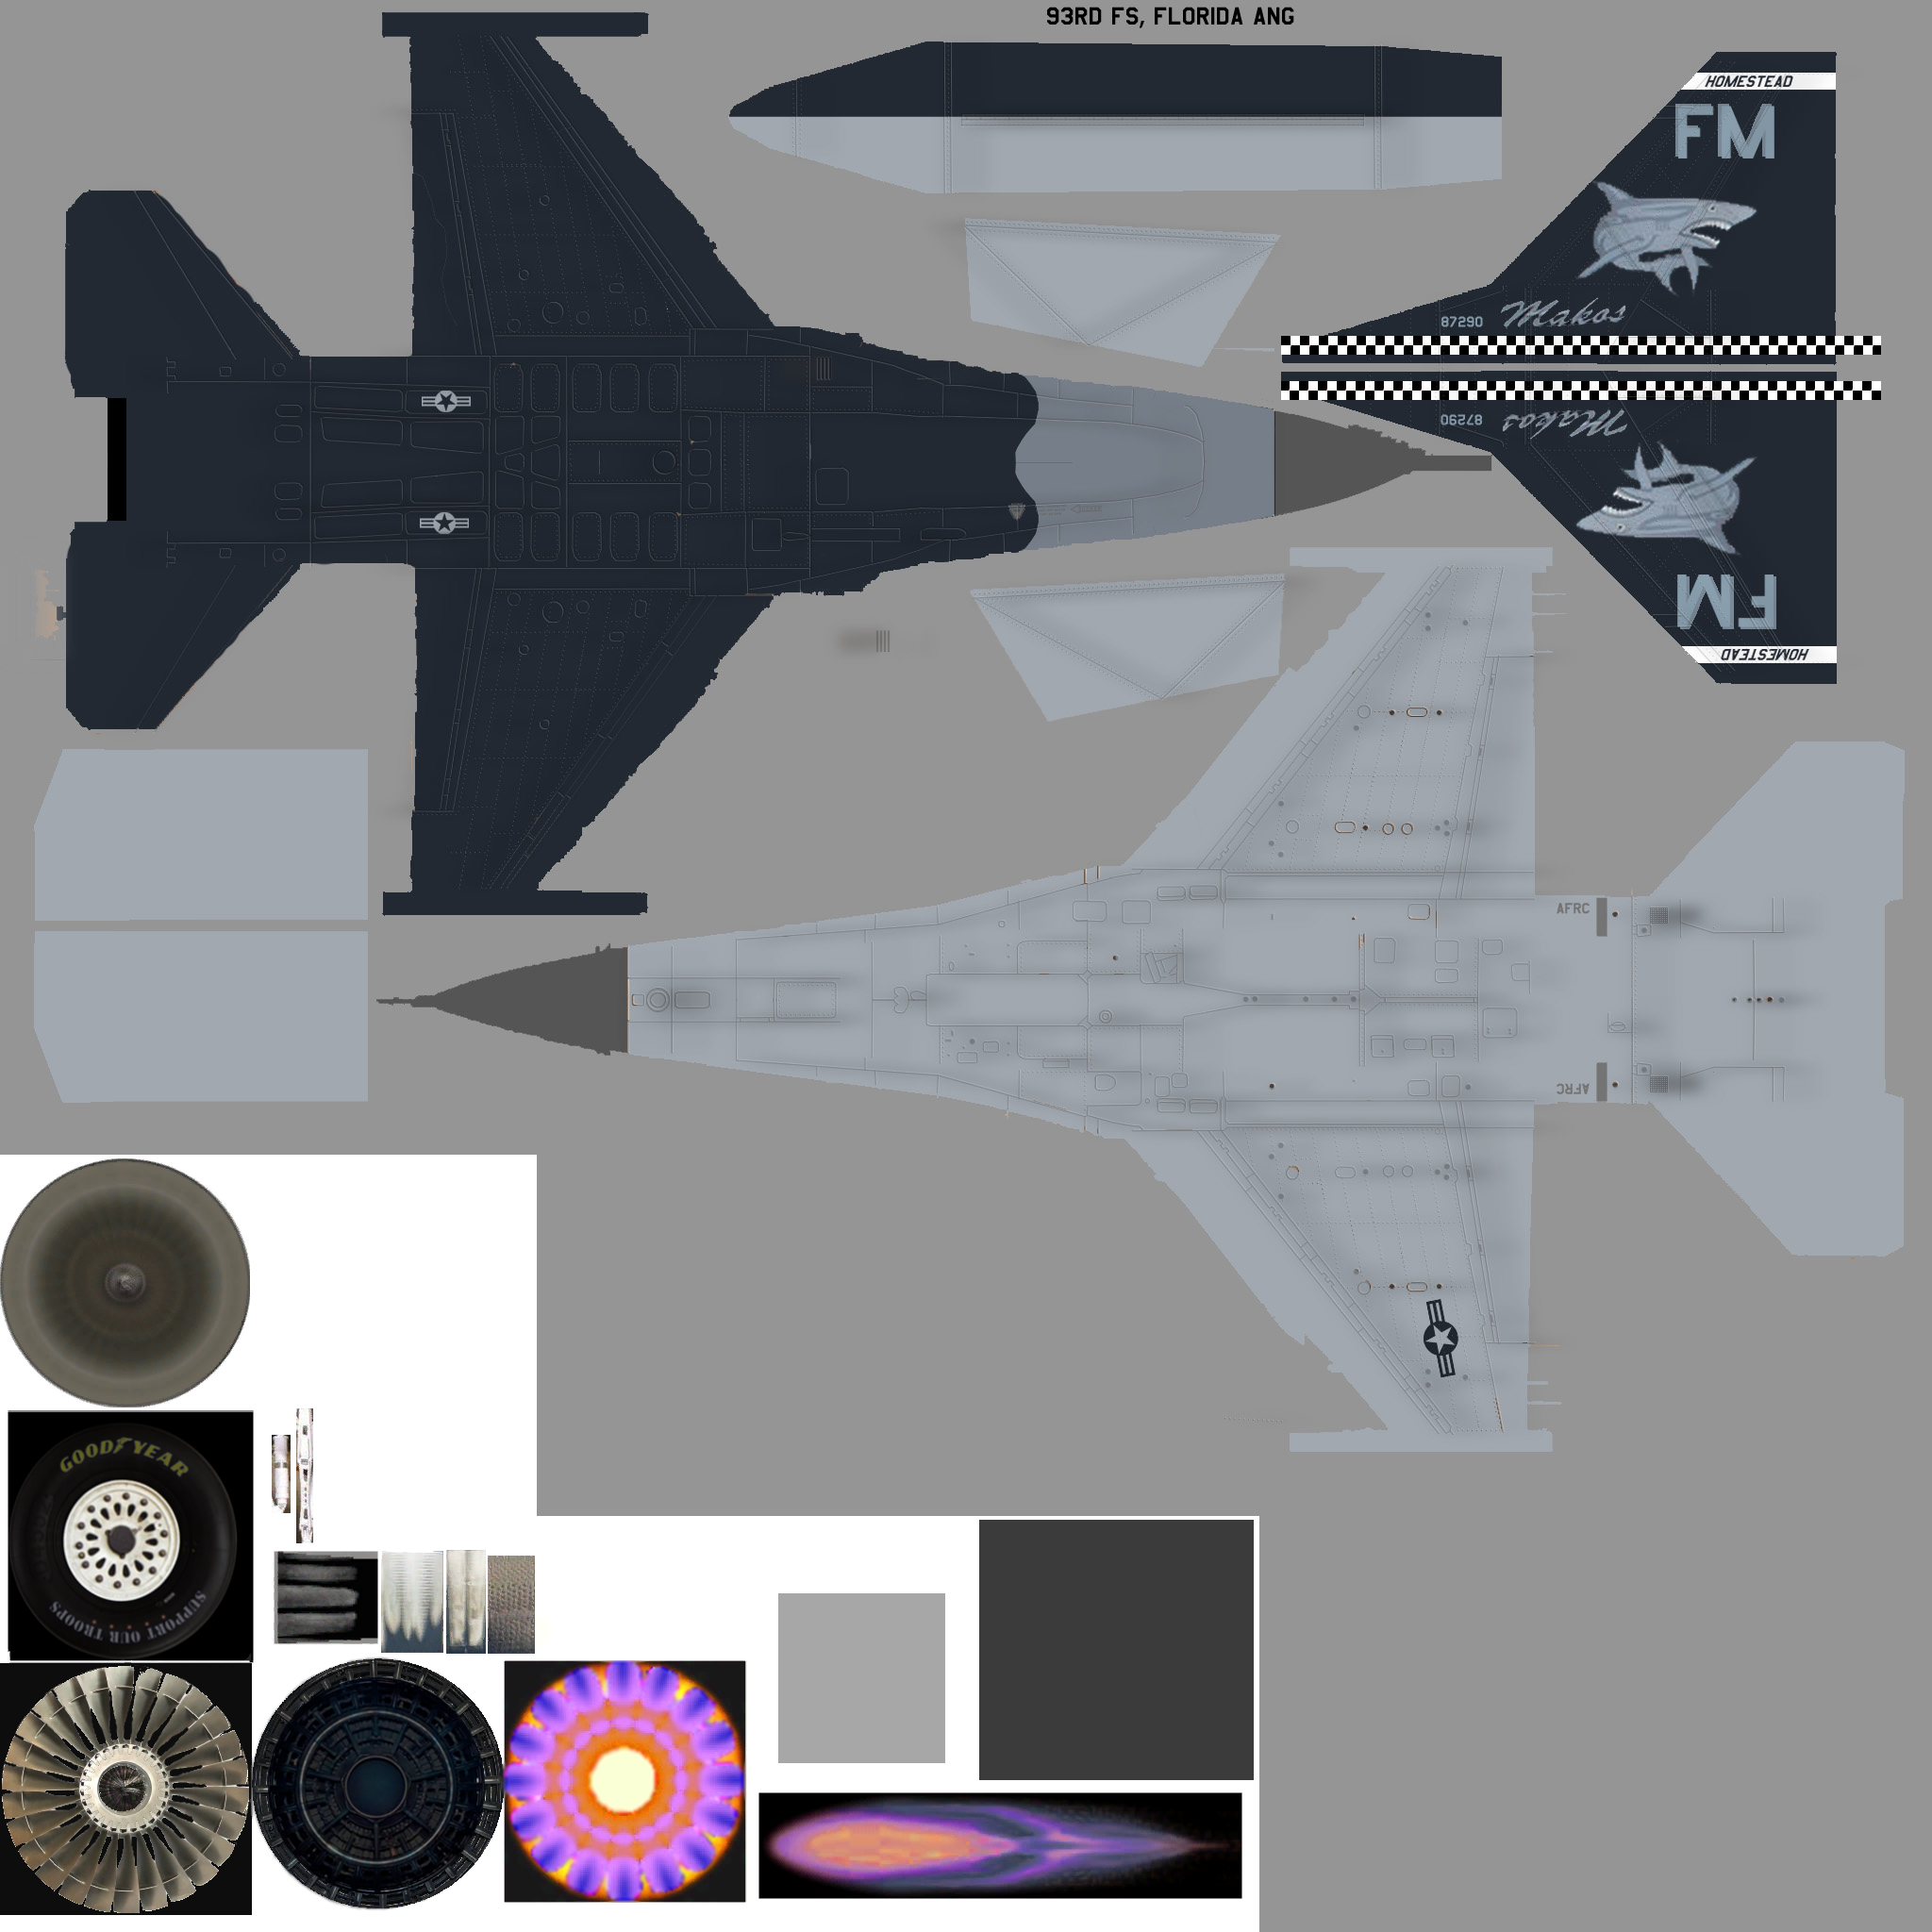 93RD FS, FLORIDA ANG
HOMESTEAD
FM
87290 Makos
87290 Makos
FM
HOMESTEAD
AFRC
AFRC
GOODYEAR
SUPPORT OUR TROOPS